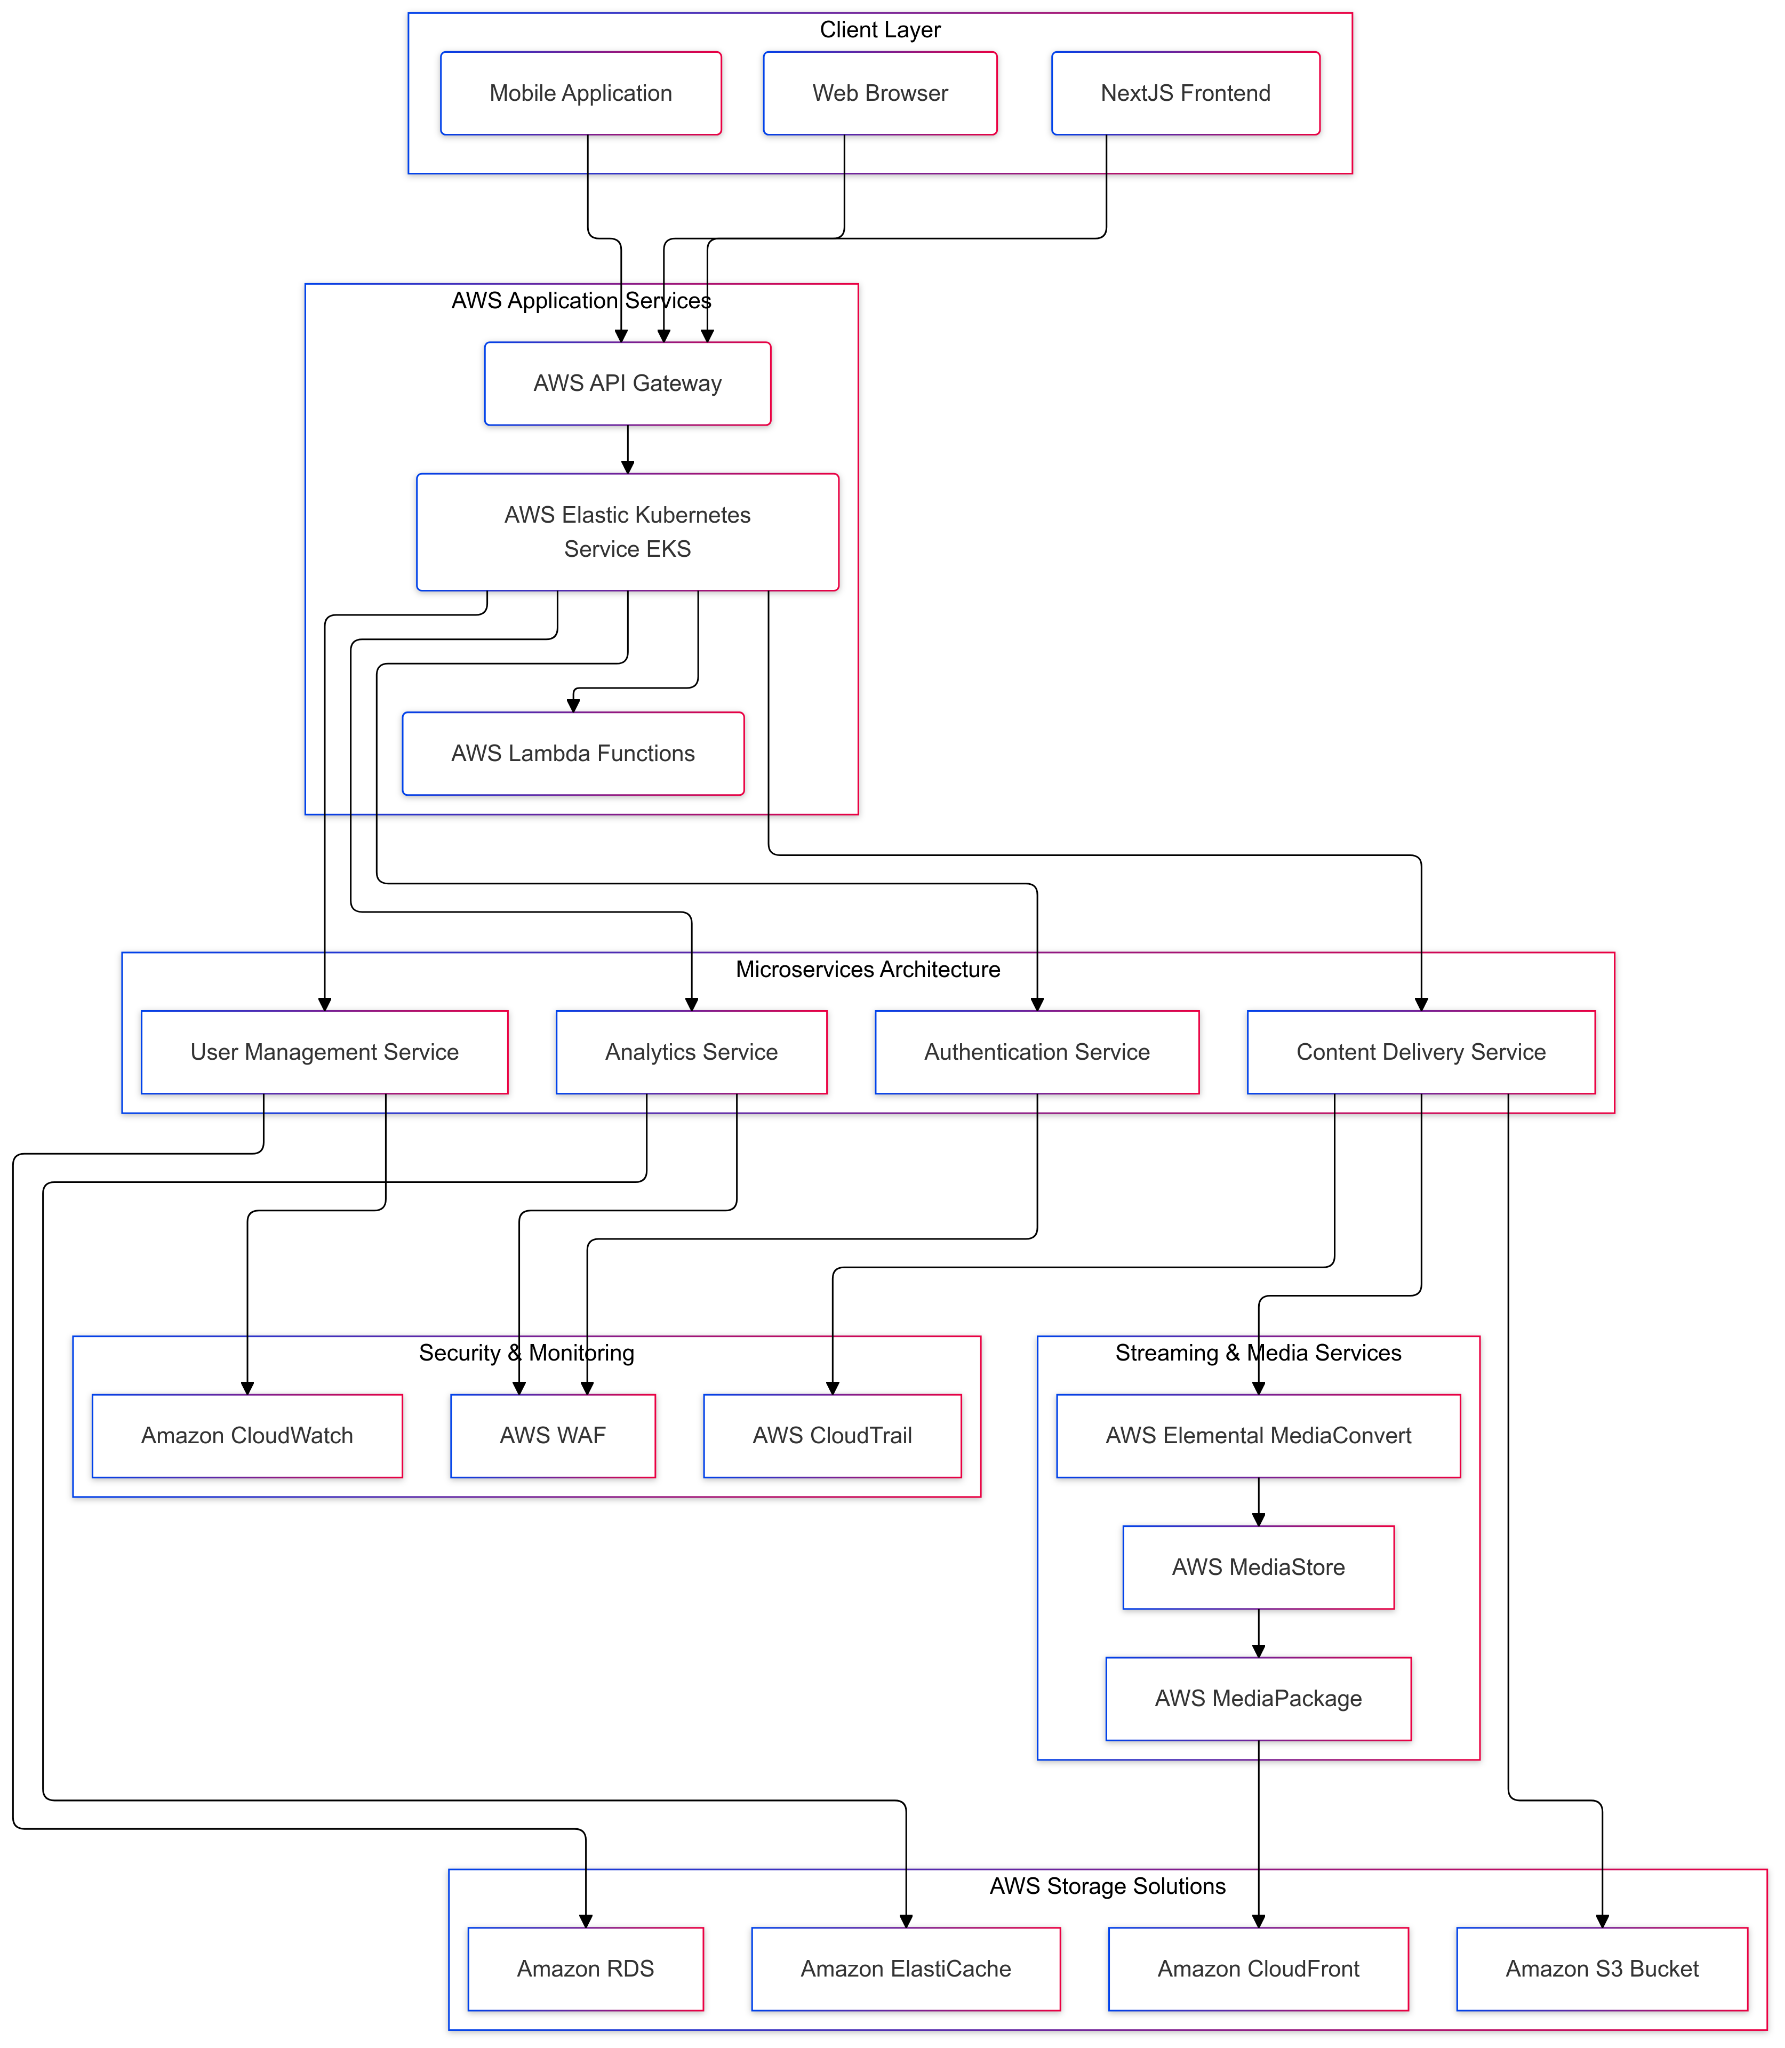 Client Layer
Mobile Application
Web Browser
NextJS Frontend
AWS Application Services
AWS API Gateway
AWS Elastic Kubernetes
Service EKS
AWS Lambda Functions
Microservices Architecture
User Management Service
Analytics Service
Authentication Service
Content Delivery Service
Security & Monitoring
Amazon CloudWatch
AWS WAF
AWS CloudTrail
Streaming & Media Services
AWS Elemental MediaConvert
AWS MediaStore
AWS MediaPackage
AWS Storage Solutions
Amazon RDS
Amazon ElastiCache
Amazon CloudFront
Amazon S3 Bucket